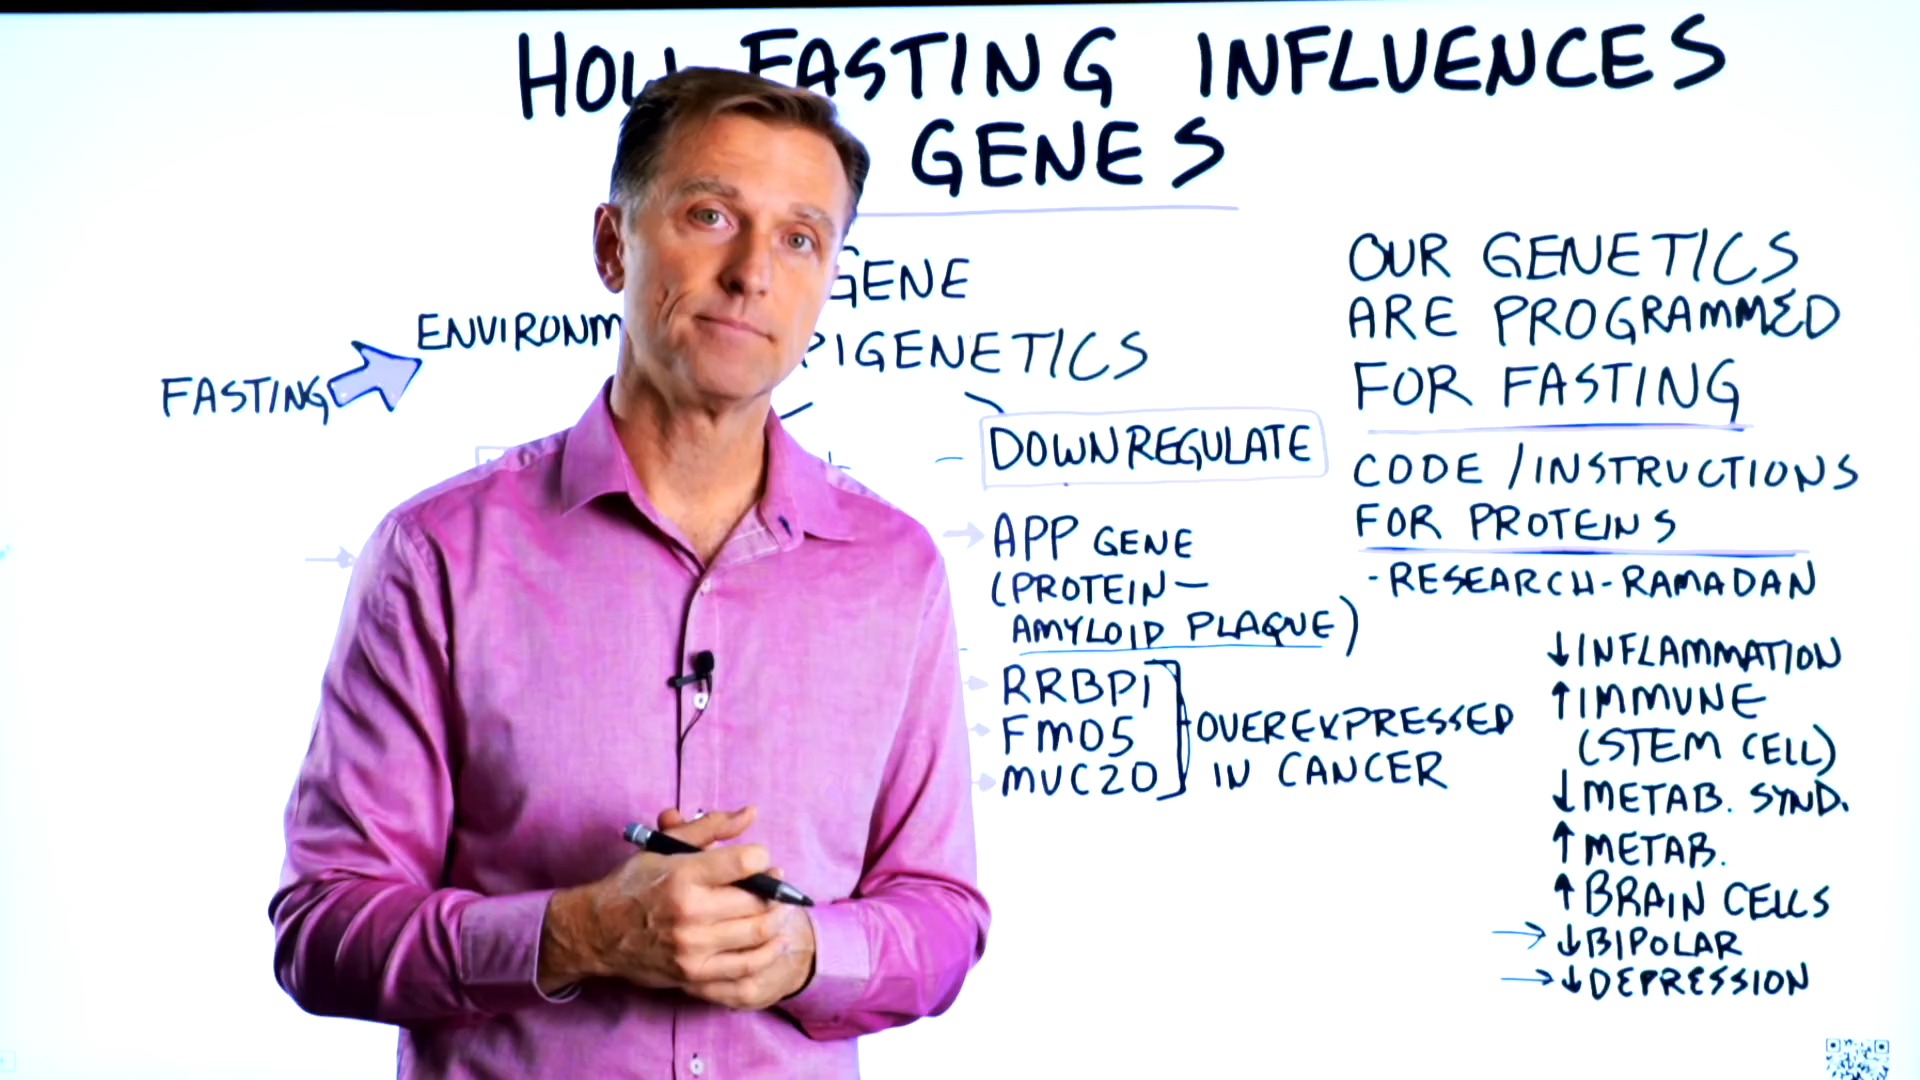 HOW FASTING INFLUENCES
GENES
GENE
ENVIRONM
PIGENETICS
FASTING
DOWNREGULATE
APP GENE
(PROTEIN—
AMYLOID PLAQUE)
RRBP1
FMO5
MUC20
OVEREXPRESSED
IN CANCER
OUR GENETICS
ARE PROGRAMMED
FOR FASTING
CODE / INSTRUCTIONS
FOR PROTEINS
-RESEARCH-RAMADAN
↓INFLAMMATION
↑IMMUNE
(STEM CELL)
↓METAB. SYND.
↑METAB.
↑BRAIN CELLS
→↓BIPOLAR
→↓DEPRESSION